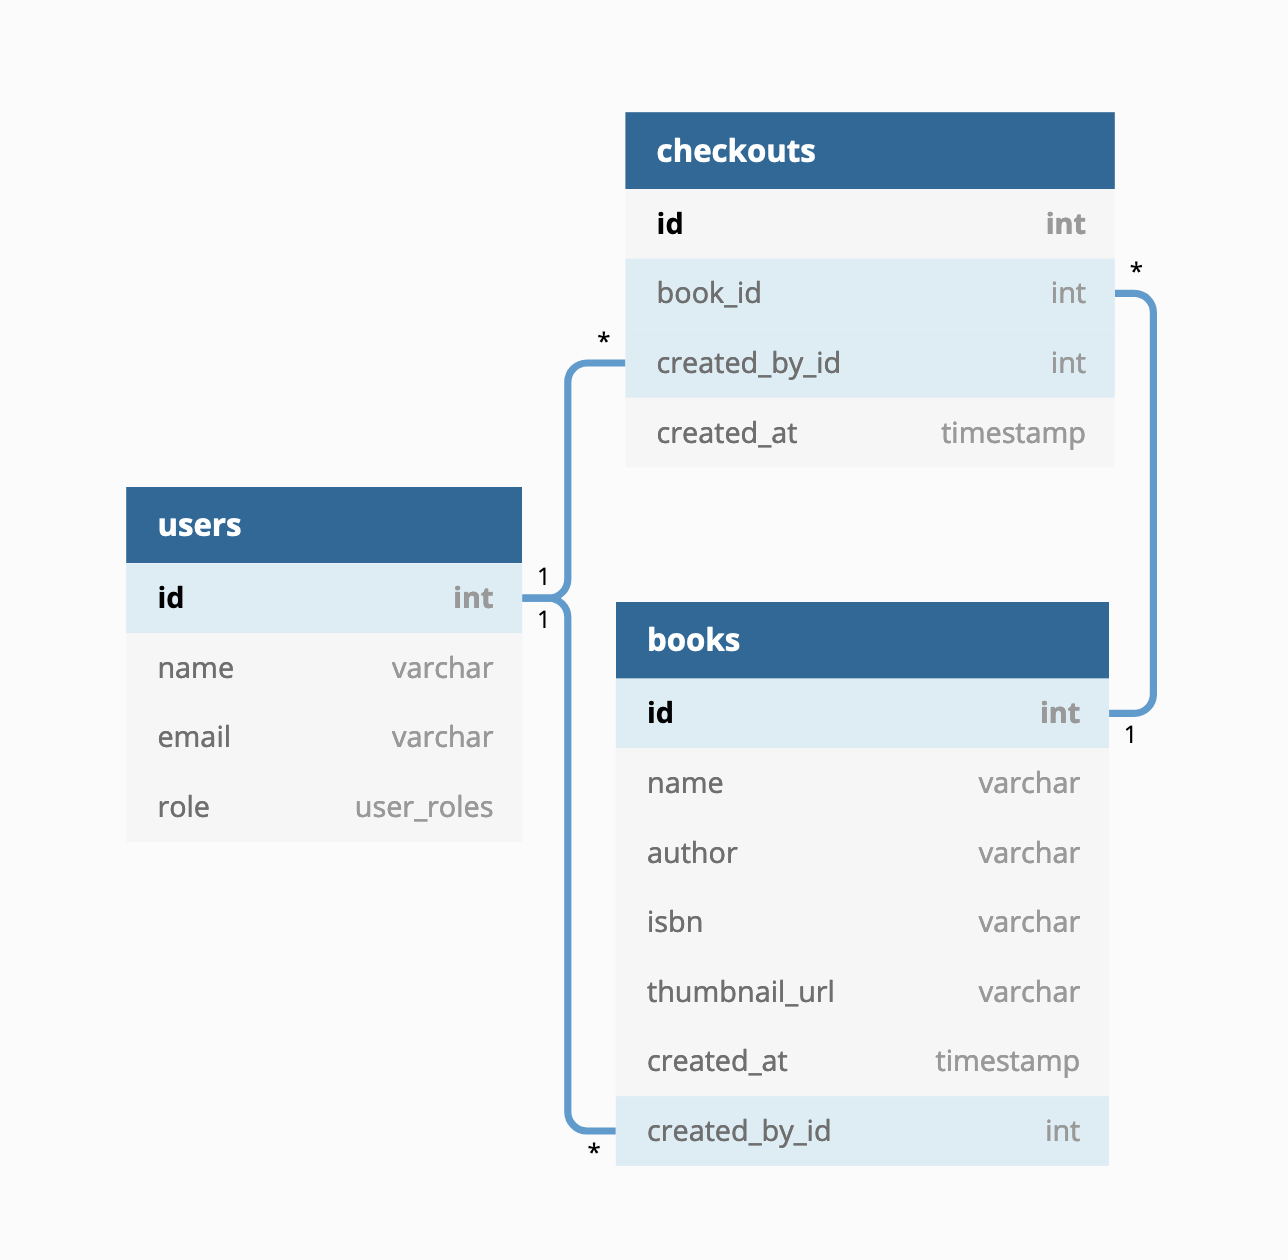 checkouts
id int
book_id int
*
created_by_id int
*
created_at timestamp
users
1
id int
1
name varchar
email varchar
role user_roles
books
id int
1
name varchar
author varchar
isbn varchar
thumbnail_url varchar
created_at timestamp
created_by_id int
*